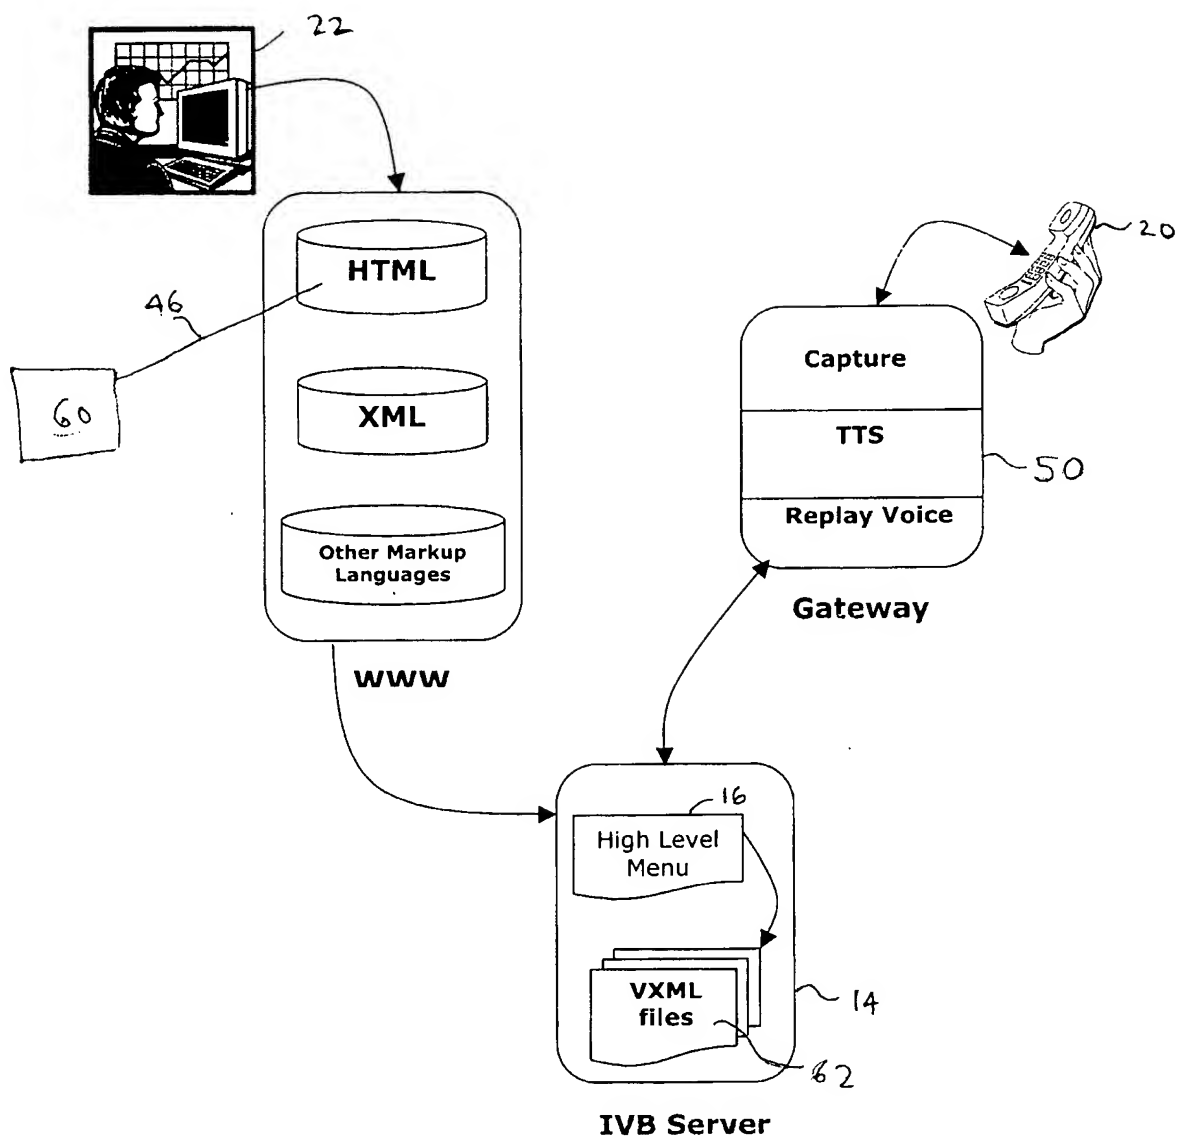 22
HTML
46
20
60
XML
Capture
TTS
50
Replay Voice
Other Markup
Languages
Gateway
WWW
16
High Level
Menu
VXML
files
14
62
IVB Server